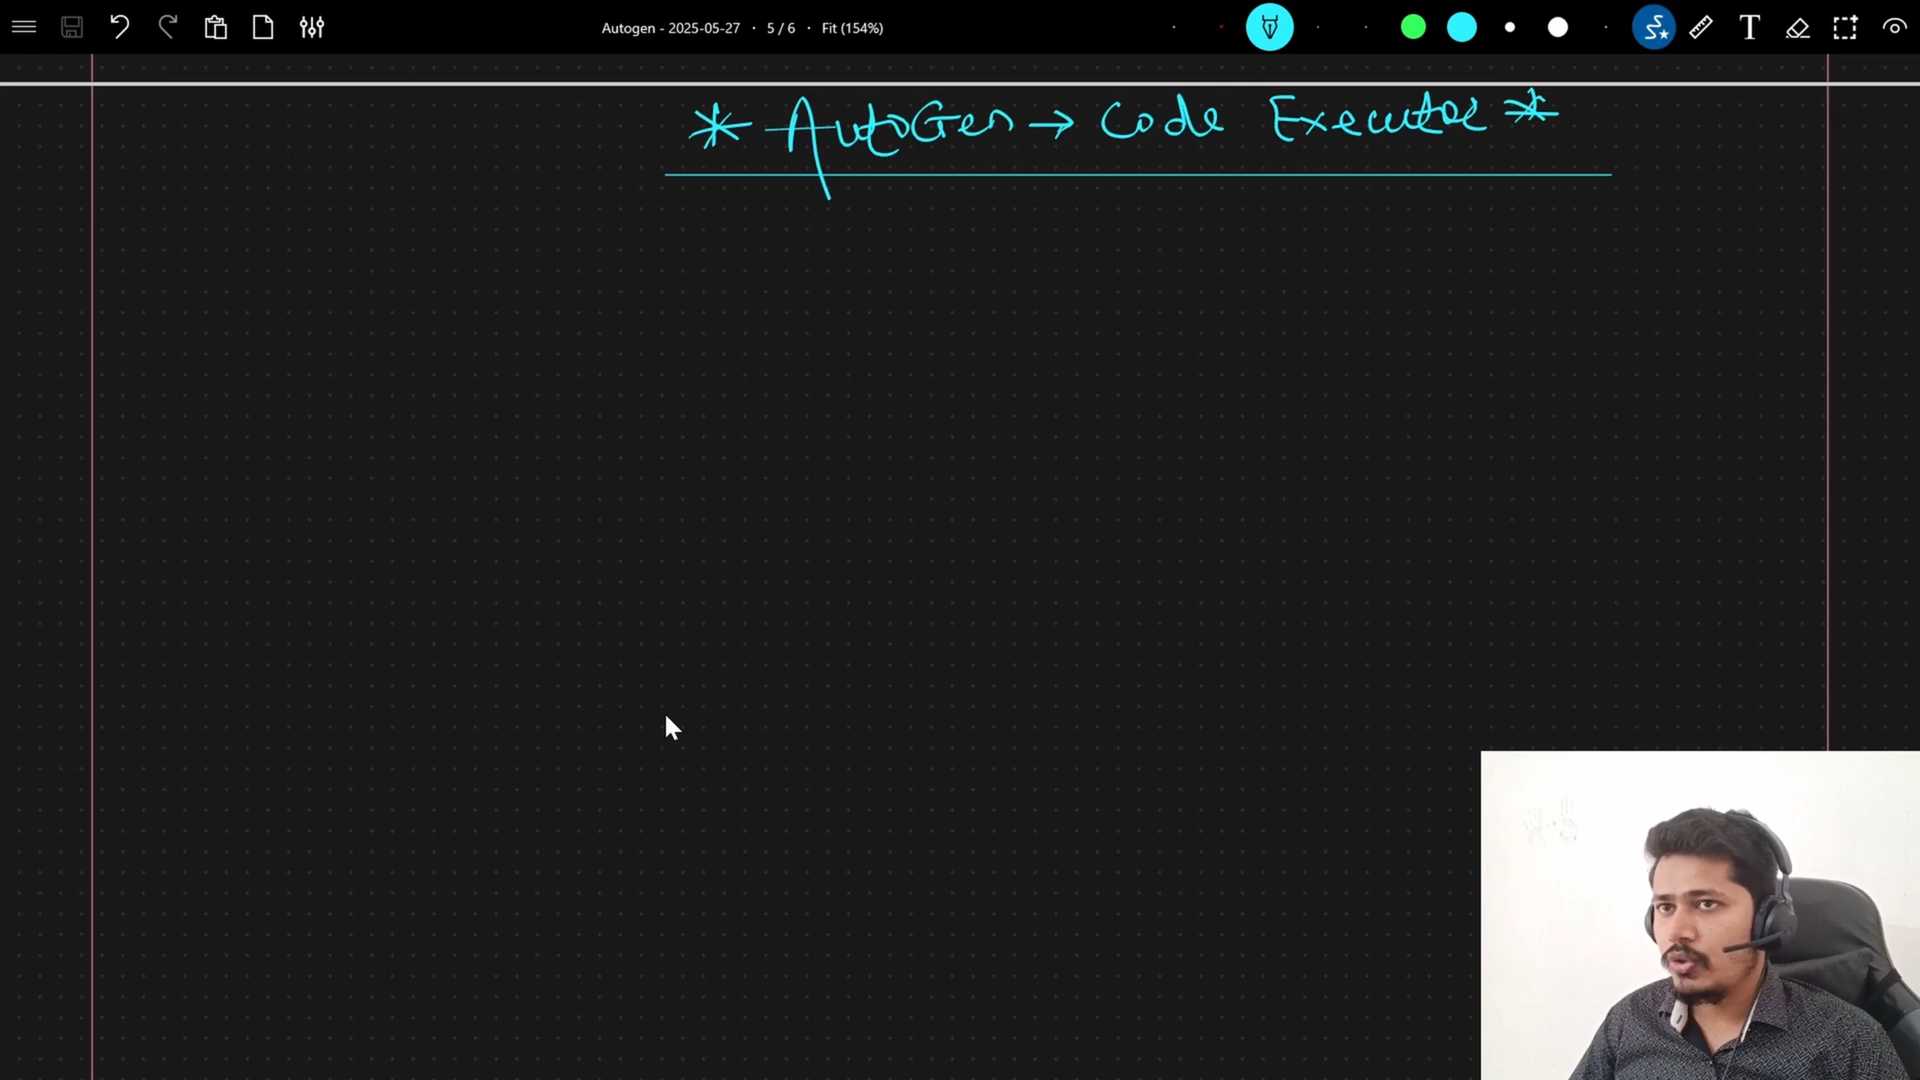 Autogen - 2025-05-27 · 5 / 6 · Fit (154%)
T
* AutoGen → Code Executor *